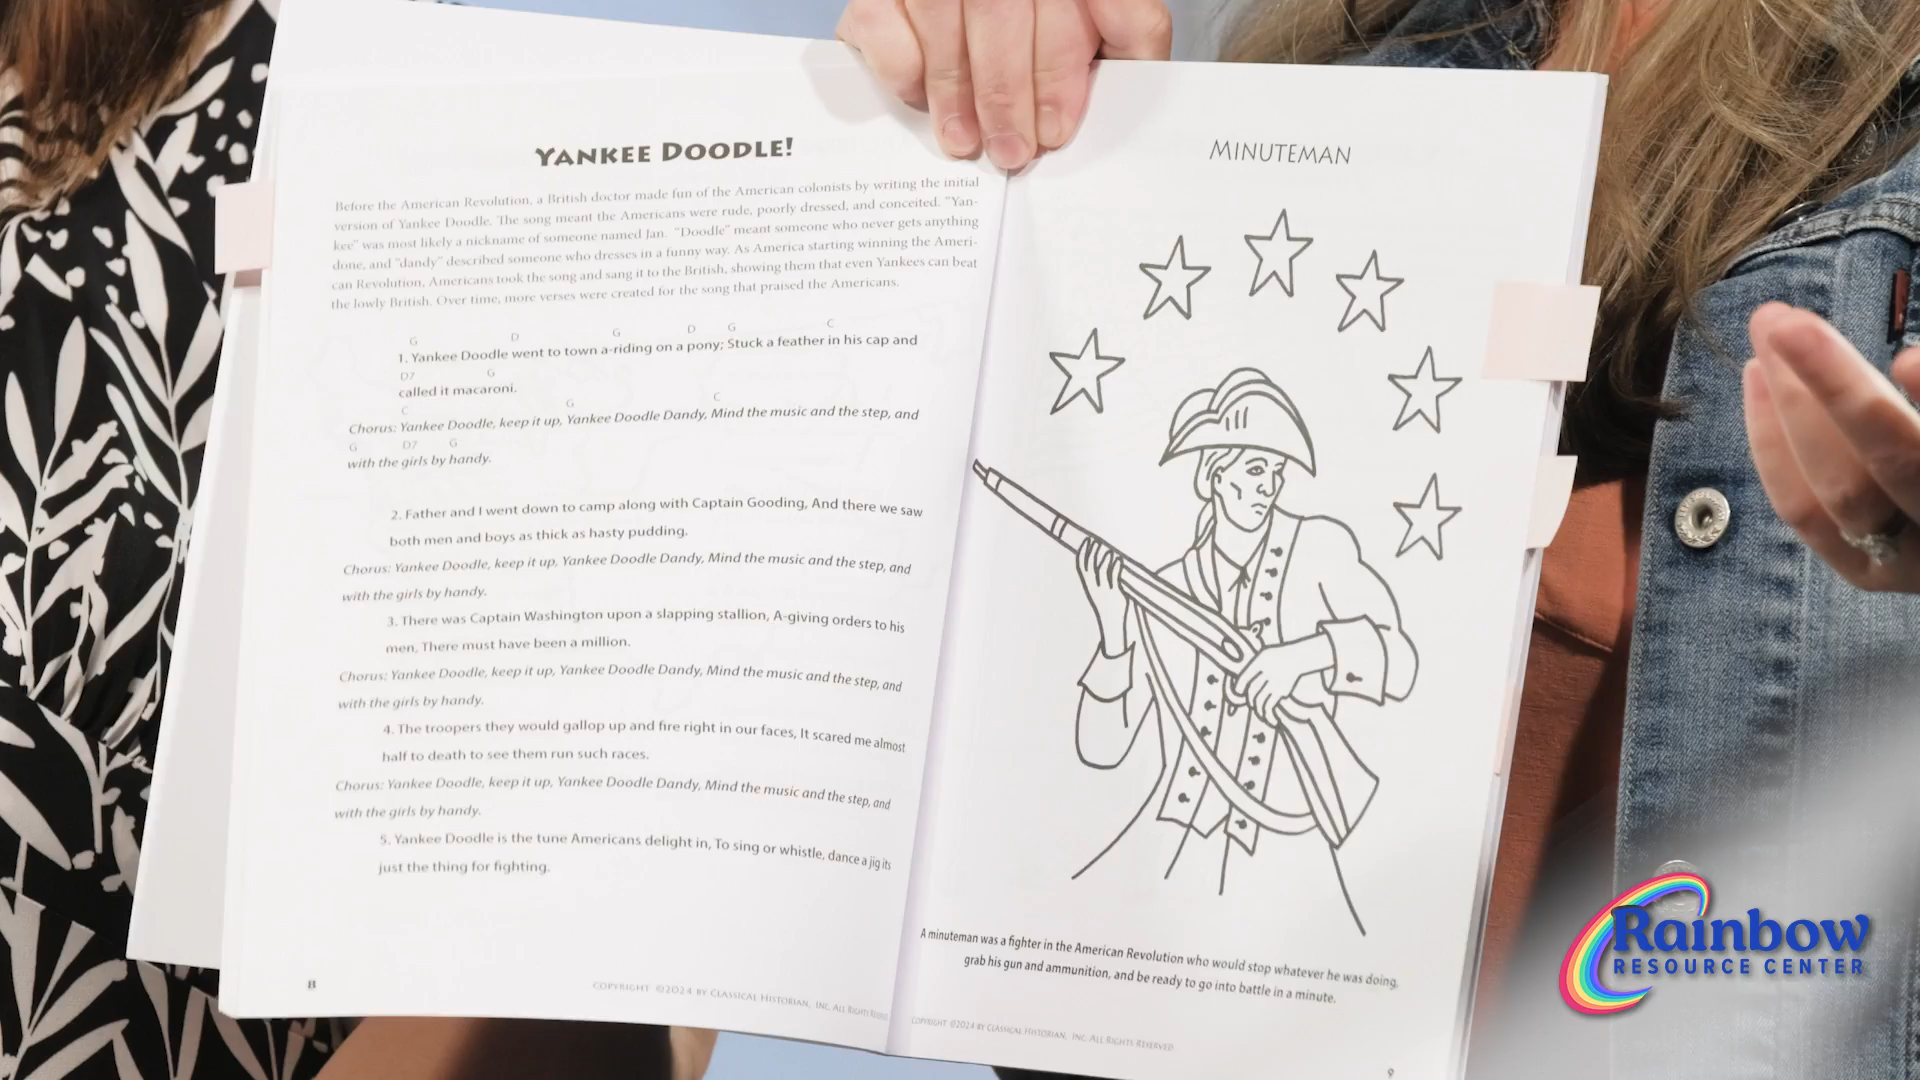 YANKEE DOODLE!
Before the American Revolution, a British doctor made fun of the American colonists by writing the initial
version of Yankee Doodle. The song meant the Americans were rude, poorly dressed, and conceited. "Yan-
kee" was most likely a nickname of someone named Jan. "Doodle" meant someone who never gets anything
done, and "dandy" described someone who dresses in a funny way. As America starting winning the Ameri-
can Revolution, Americans took the song and sang it to the British, showing them that even Yankees can beat
the lowly British. Over time, more verses were created for the song that praised the Americans.
G D G D G C
1. Yankee Doodle went to town a-riding on a pony; Stuck a feather in his cap and
D7 G
called it macaroni.
C G C
Chorus: Yankee Doodle, keep it up, Yankee Doodle Dandy, Mind the music and the step, and
G D7 G
with the girls by handy.
2. Father and I went down to camp along with Captain Gooding, And there we saw
both men and boys as thick as hasty pudding.
Chorus: Yankee Doodle, keep it up, Yankee Doodle Dandy, Mind the music and the step, and
with the girls by handy.
3. There was Captain Washington upon a slapping stallion, A-giving orders to his
men, There must have been a million.
Chorus: Yankee Doodle, keep it up, Yankee Doodle Dandy, Mind the music and the step, and
with the girls by handy.
4. The troopers they would gallop up and fire right in our faces, It scared me almost
half to death to see them run such races.
Chorus: Yankee Doodle, keep it up, Yankee Doodle Dandy, Mind the music and the step, and
with the girls by handy.
5. Yankee Doodle is the tune Americans delight in, To sing or whistle, dance a jig its
just the thing for fighting.
8
COPYRIGHT ©2024 BY CLASSICAL HISTORIAN, INC. ALL RIGHTS
MINUTEMAN
A minuteman was a fighter in the American Revolution who would stop whatever he was doing,
grab his gun and ammunition, and be ready to go into battle in a minute.
COPYRIGHT ©2024 BY CLASSICAL HISTORIAN, INC. ALL RIGHTS RESERVED
9
Rainbow
RESOURCE CENTER